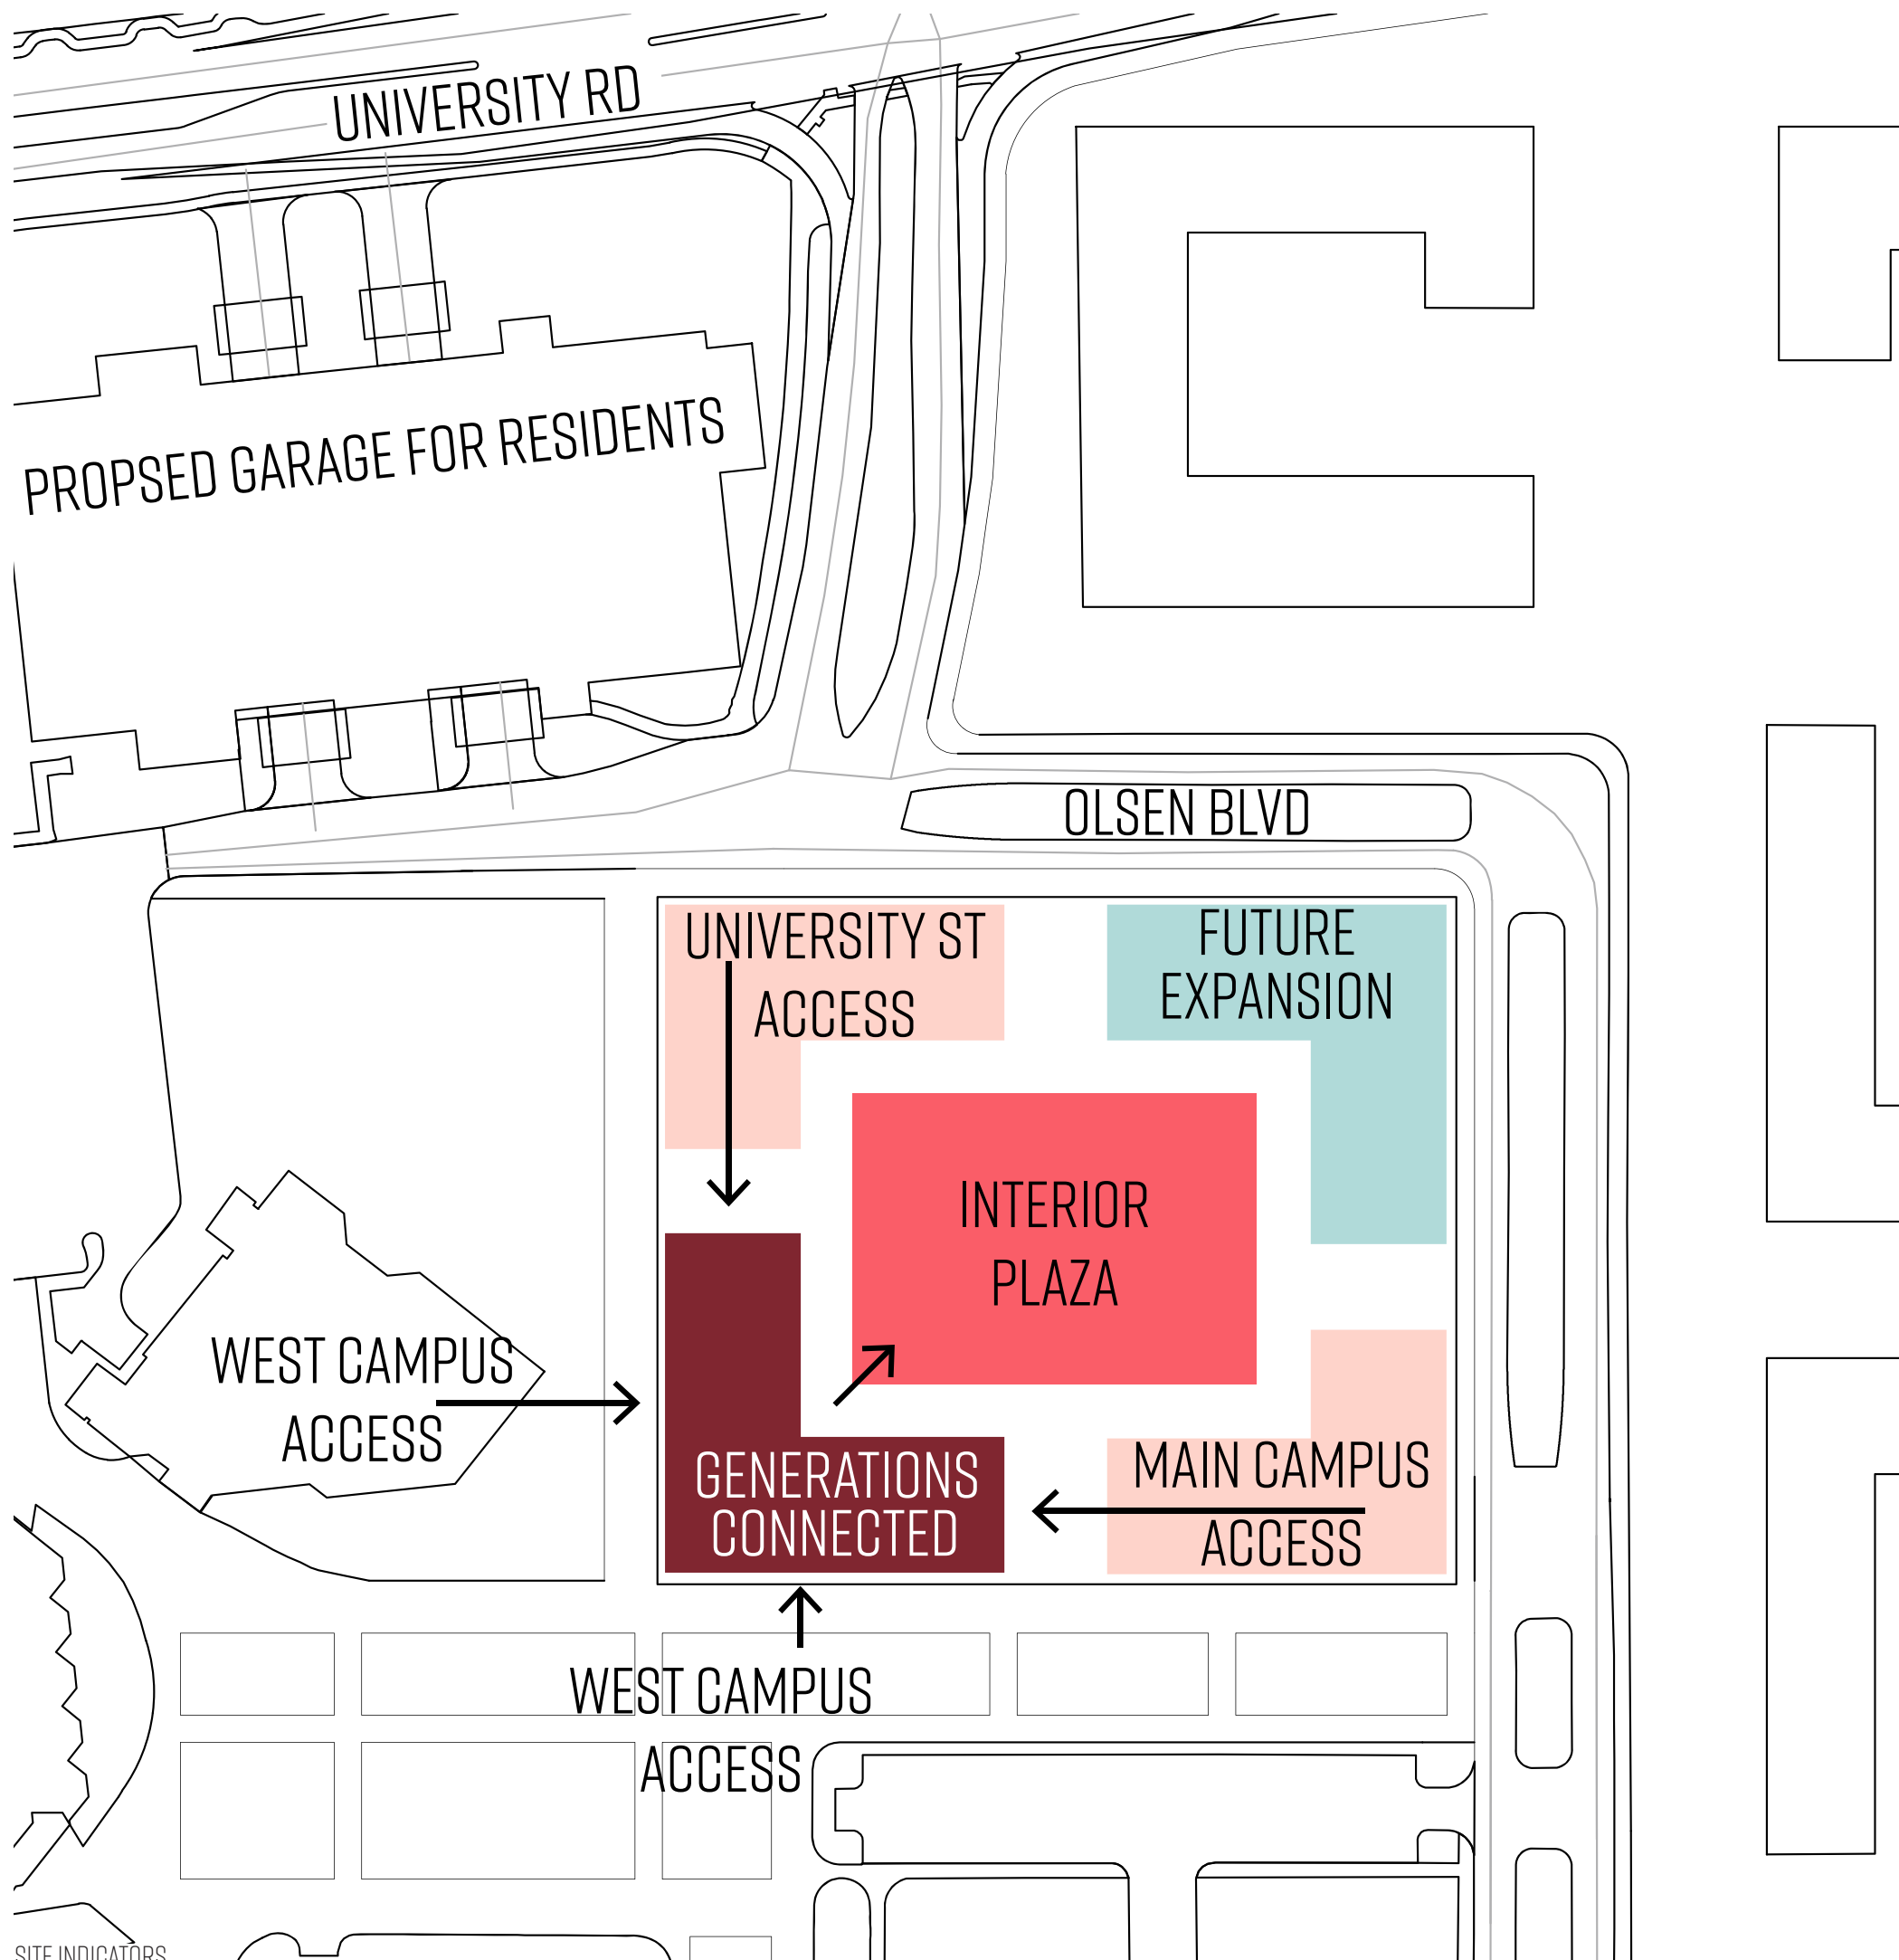 UNIVERSITY RD
PROPSED GARAGE FOR RESIDENTS
OLSEN BLVD
UNIVERSITY ST
ACCESS
FUTURE
EXPANSION
INTERIOR
PLAZA
WEST CAMPUS
ACCESS
GENERATIONS
CONNECTED
MAIN CAMPUS
ACCESS
WEST CAMPUS
ACCESS
SITE INDICATORS